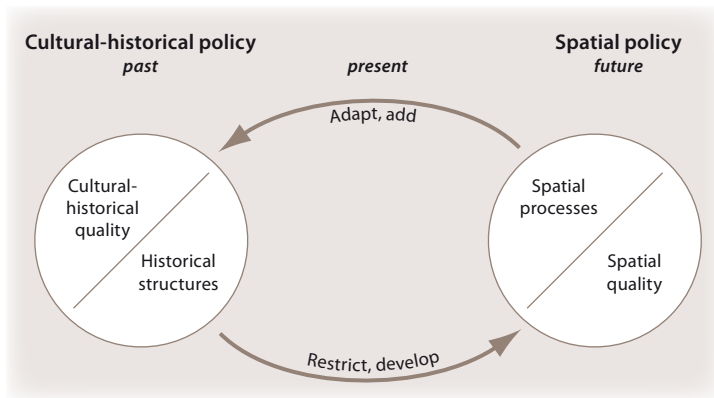 Cultural-historical policy
past
present
Spatial policy
future
Adapt, add
Cultural-
historical
quality
Historical
structures
Spatial
processes
Spatial
quality
Restrict, develop